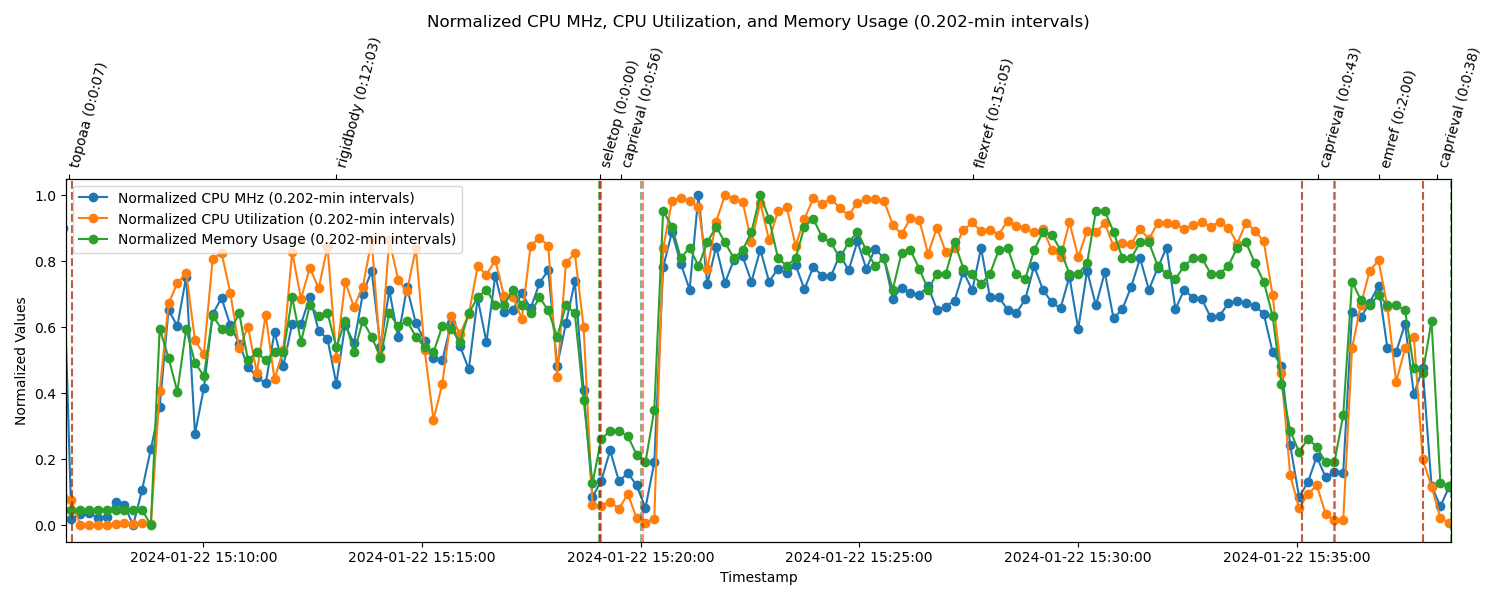 Normalized CPU MHz, CPU Utilization, and Memory Usage (0.202-min intervals)
topoaa (0:0:07)
rigidbody (0:12:03)
seletop (0:0:00)
caprieval (0:0:56)
flexref (0:15:05)
caprieval (0:0:43)
emref (0:2:00)
caprieval (0:0:38)
Normalized CPU MHz (0.202-min intervals)
Normalized CPU Utilization (0.202-min intervals)
Normalized Memory Usage (0.202-min intervals)
Normalized Values
1.0
0.8
0.6
0.4
0.2
0.0
2024-01-22 15:10:00
2024-01-22 15:15:00
2024-01-22 15:20:00
2024-01-22 15:25:00
2024-01-22 15:30:00
2024-01-22 15:35:00
Timestamp